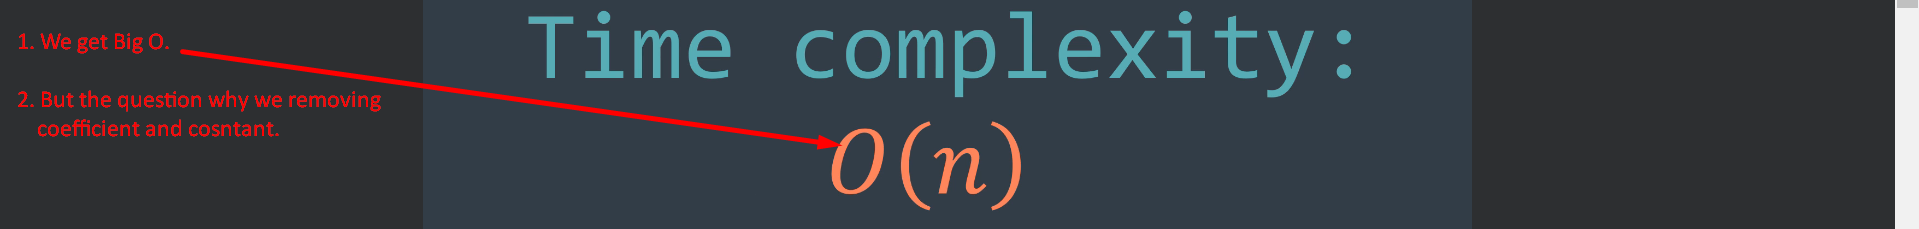 1. We get Big O.
2. But the question why we removing
coefficient and cosntant.
Time complexity:
O(n)